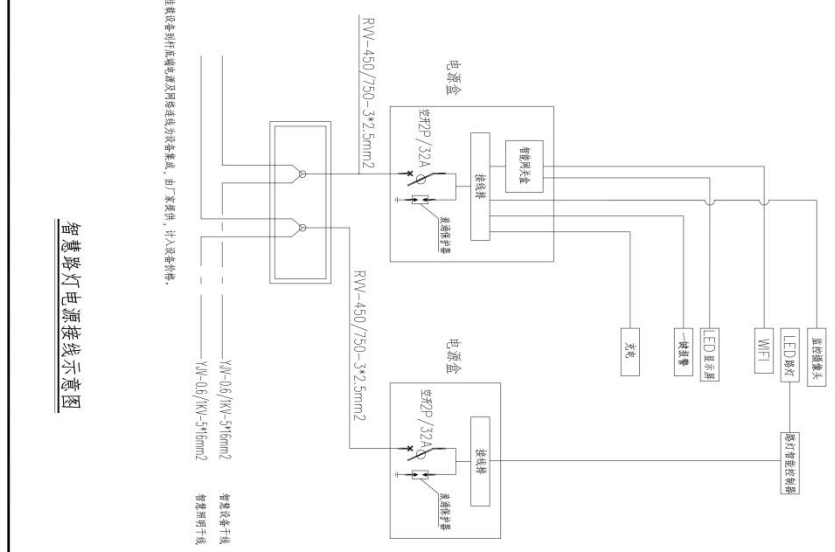 监控摄像头
LED路灯
路灯智能控制器
WIFI
LED显示屏
一键报警
充电
电源盒
智能网关盒
接线排
空开2P/32A
浪涌保护器
电源盒
接线排
空开2P/32A
浪涌保护器
RVV-450/750-3*2.5mm2
RVV-450/750-3*2.5mm2
YJV-0.6/1KV-5*16mm2 智慧设备干线
YJV-0.6/1KV-5*16mm2 智慧照明干线
载设备到杆底端电源及网络连线为设备集成，由厂家提供，计入设备价格。
智慧路灯电源接线示意图